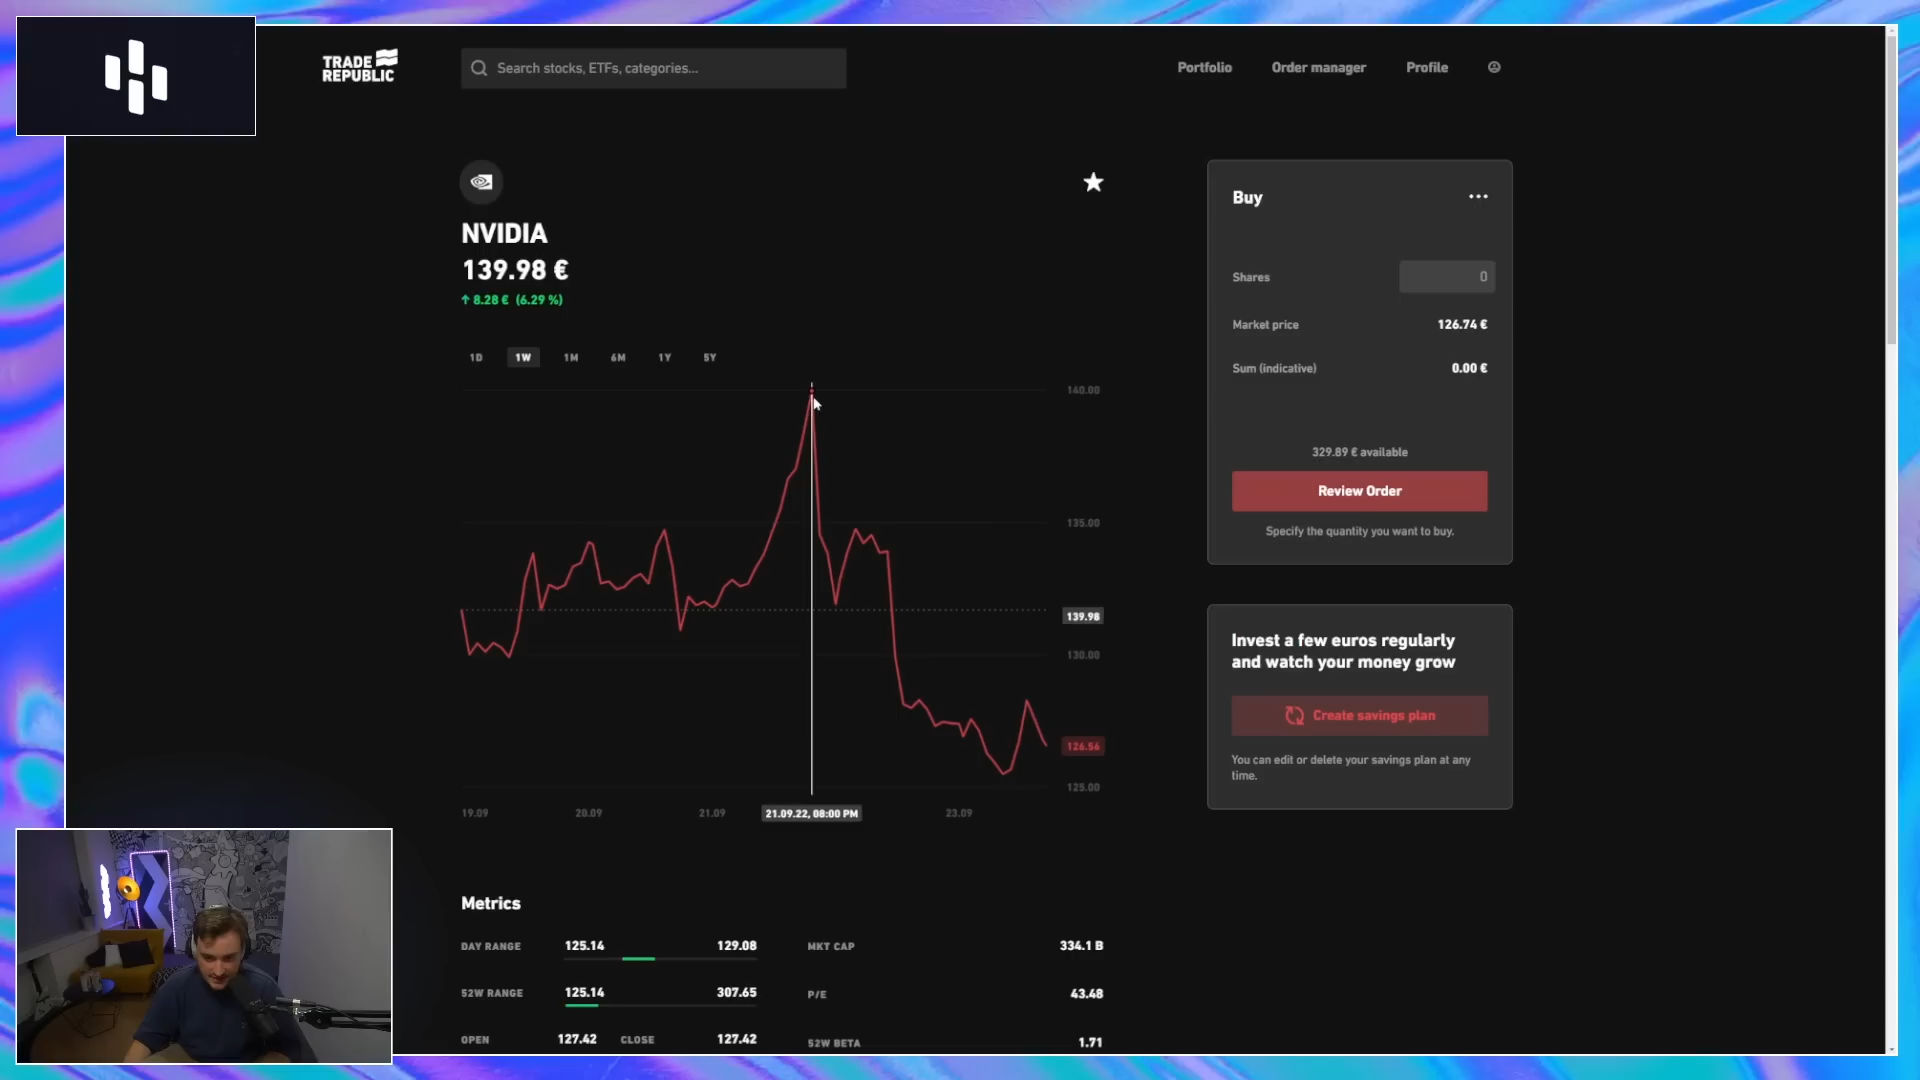 TRADE
REPUBLIC
Search stocks, ETFs, categories...
Portfolio
Order manager
Profile
NVIDIA
139.98 €
↑ 8.28 € (6.29 %)
1D 1W 1M 6M 1Y 5Y
140.00
135.00
139.98
130.00
126.56
125.00
19.09 20.09 21.09 21.09.22, 08:00 PM 23.09
Buy
Shares 0
Market price 126.74 €
Sum (indicative) 0.00 €
329.89 € available
Review Order
Specify the quantity you want to buy.
Invest a few euros regularly
and watch your money grow
Create savings plan
You can edit or delete your savings plan at any
time.
Metrics
DAY RANGE 125.14 129.08 MKT CAP 334.1 B
52W RANGE 125.14 307.65 P/E 43.48
OPEN 127.42 CLOSE 127.42 52W BETA 1.71